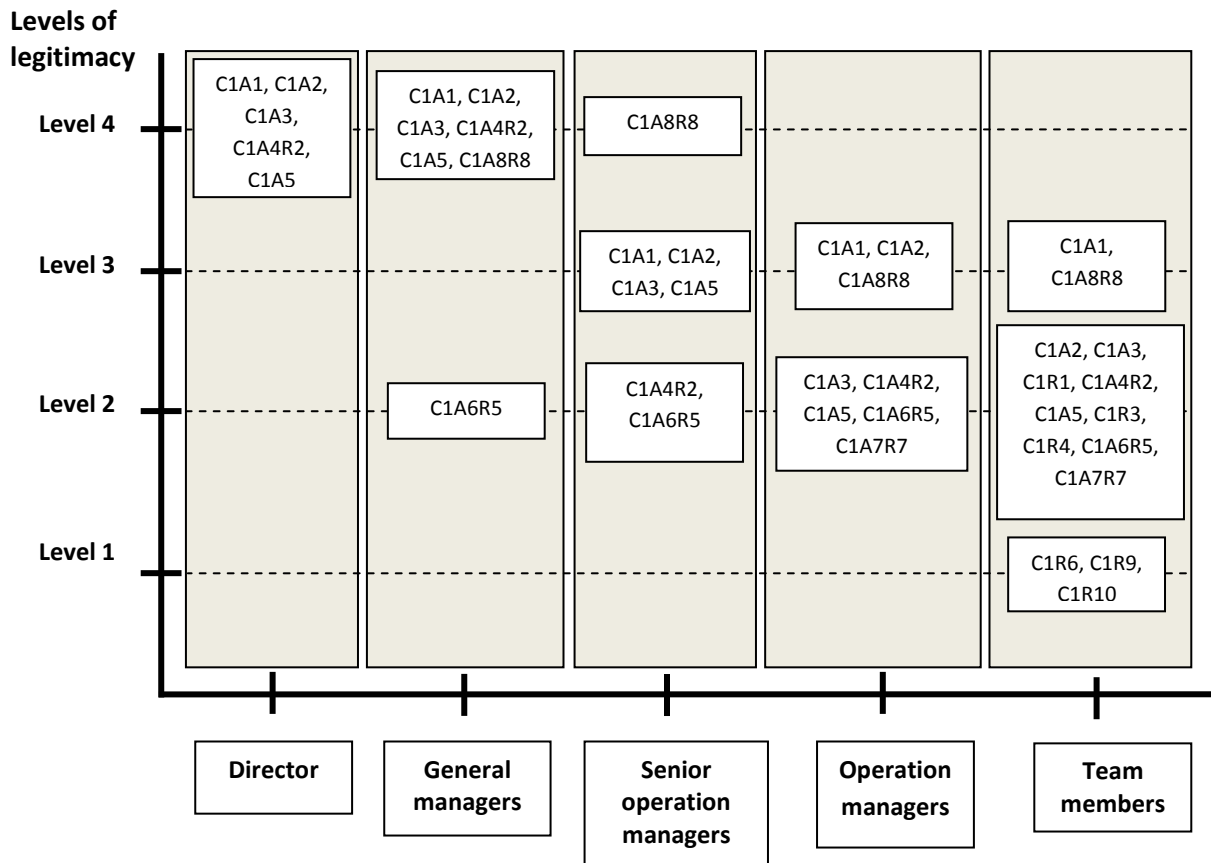 Levels of
legitimacy
Level 4
C1A1, C1A2,
C1A3,
C1A4R2,
C1A5
C1A1, C1A2,
C1A3, C1A4R2,
C1A5, C1A8R8
C1A8R8
Level 3
C1A1, C1A2,
C1A3, C1A5
C1A1, C1A2,
C1A8R8
C1A1,
C1A8R8
Level 2
C1A6R5
C1A4R2,
C1A6R5
C1A3, C1A4R2,
C1A5, C1A6R5,
C1A7R7
C1A2, C1A3,
C1R1, C1A4R2,
C1A5, C1R3,
C1R4, C1A6R5,
C1A7R7
Level 1
C1R6, C1R9,
C1R10
Director
General
managers
Senior
operation
managers
Operation
managers
Team
members